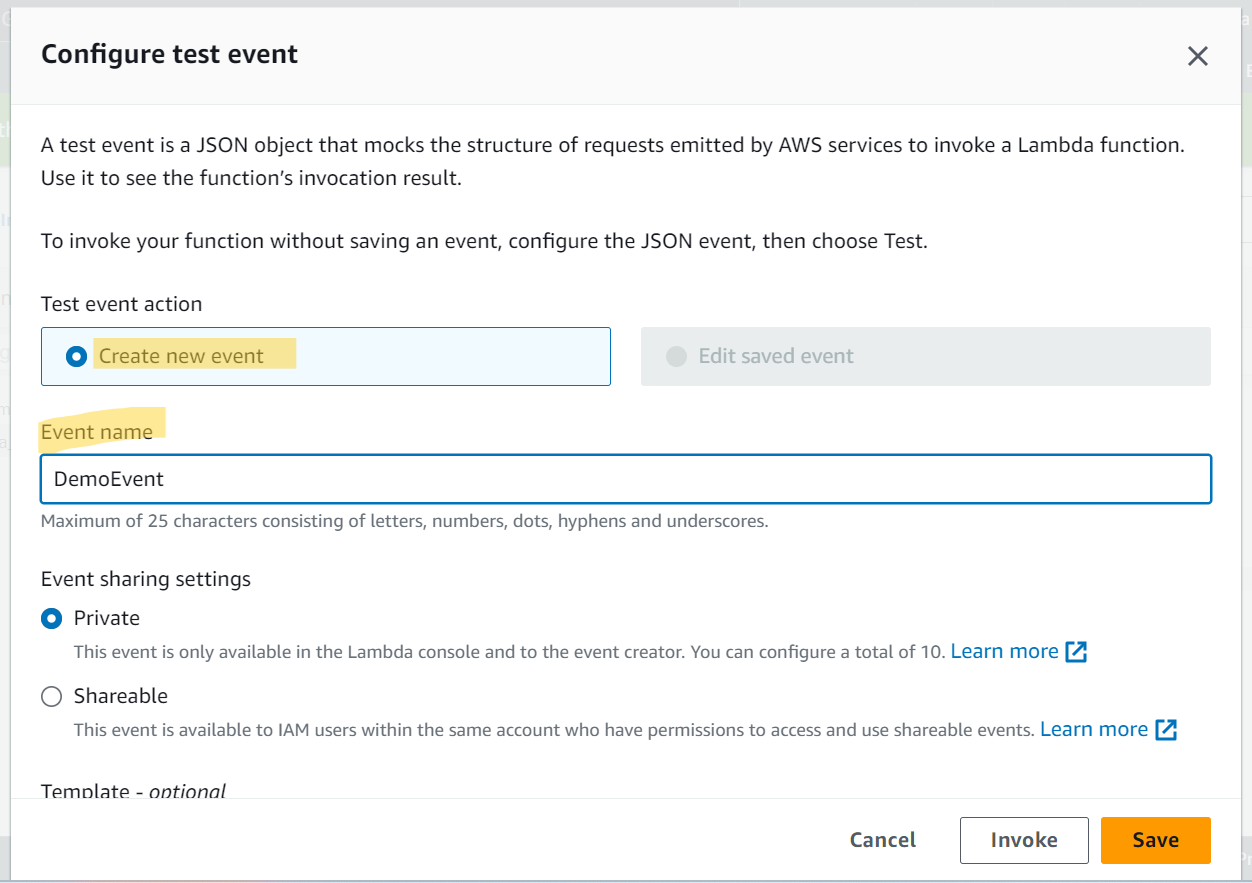 Configure test event
A test event is a JSON object that mocks the structure of requests emitted by AWS services to invoke a Lambda function.
Use it to see the function’s invocation result.
To invoke your function without saving an event, configure the JSON event, then choose Test.
Test event action
Create new event
Edit saved event
Event name
DemoEvent
Maximum of 25 characters consisting of letters, numbers, dots, hyphens and underscores.
Event sharing settings
Private
This event is only available in the Lambda console and to the event creator. You can configure a total of 10. Learn more
Shareable
This event is available to IAM users within the same account who have permissions to access and use shareable events. Learn more
Template - optional
Cancel
Invoke
Save